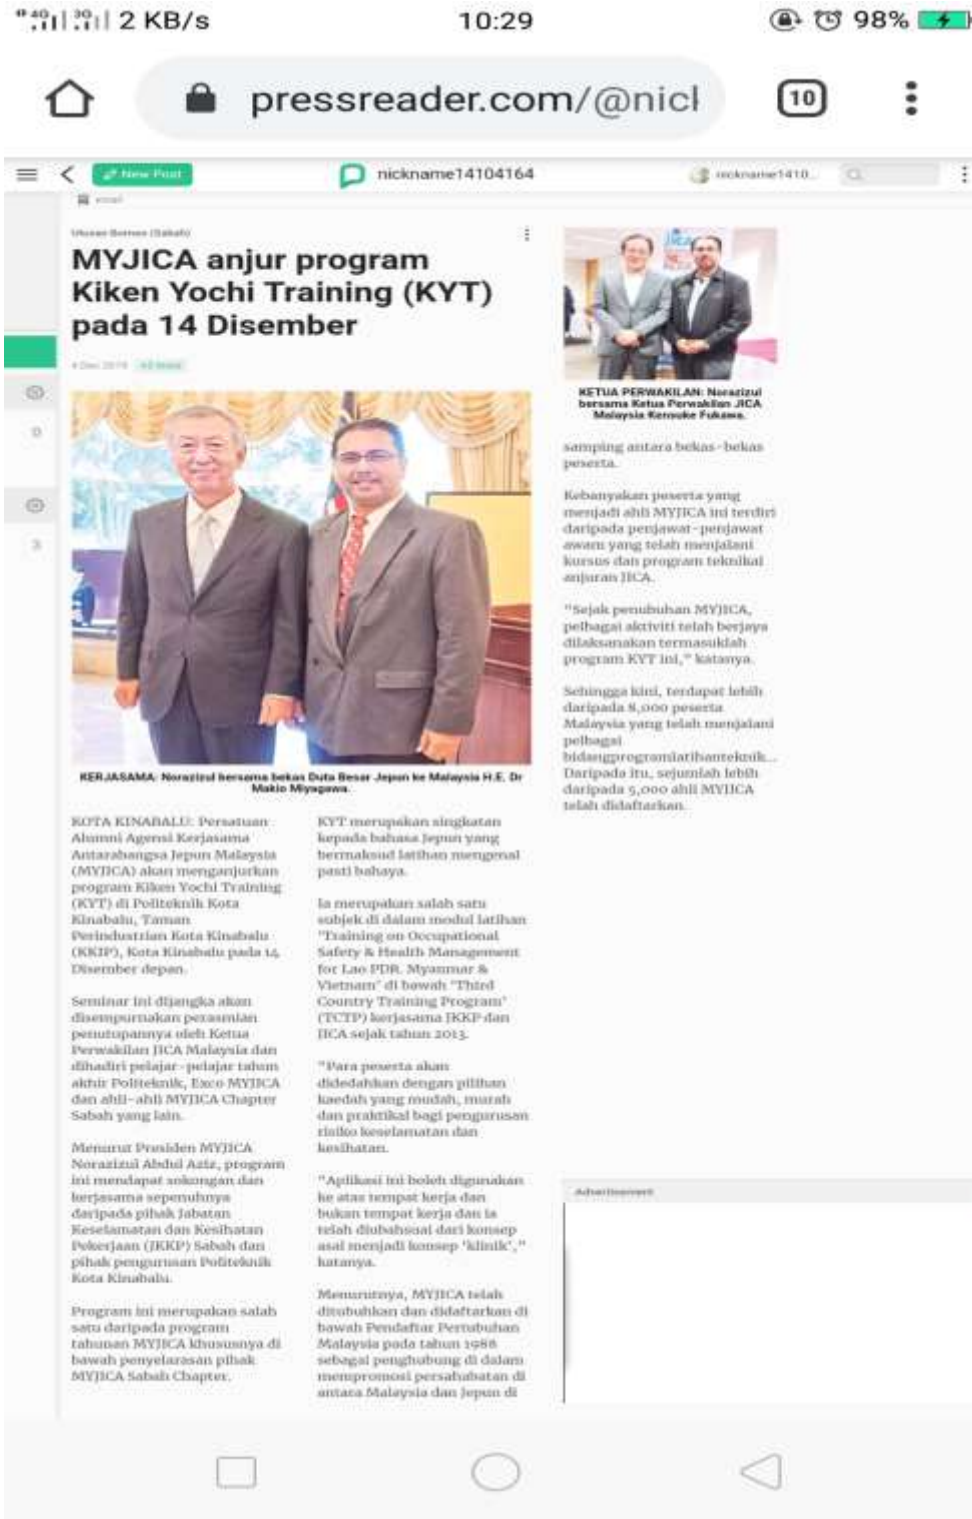 2 KB/s
10:29
98%
pressreader.com/@nicl
10
New Post
nickname14104164
nickname1410...
email
Utusan Borneo (Sabah)
MYJICA anjur program
Kiken Yochi Training (KYT)
pada 14 Disember
KERJASAMA: Norazizul bersama bekas Duta Besar Jepun ke Malaysia H.E. Dr
Makio Miyagawa.
KOTA KINABALU: Persatuan
Alumni Agensi Kerjasama
Antarabangsa Jepun Malaysia
(MYJICA) akan menganjurkan
program Kiken Yochi Training
(KYT) di Politeknik Kota
Kinabalu, Taman
Perindustrian Kota Kinabalu
(KKIP), Kota Kinabalu pada 14
Disember depan.
Seminar ini dijangka akan
disempurnakan perasmian
penutupannya oleh Ketua
Perwakilan JICA Malaysia dan
dihadiri pelajar-pelajar tahun
akhir Politeknik, Exco MYJICA
dan ahli-ahli MYJICA Chapter
Sabah yang lain.
Menurut Presiden MYJICA
Norazizul Abdul Aziz, program
ini mendapat sokongan dan
kerjasama sepenuhnya
daripada pihak Jabatan
Keselamatan dan Kesihatan
Pekerjaan (JKKP) Sabah dan
pihak pengurusan Politeknik
Kota Kinabalu.
Program ini merupakan salah
satu daripada program
tahunan MYJICA khususnya di
bawah penyelarasan pihak
MYJICA Sabah Chapter.
KYT merupakan singkatan
kepada bahasa Jepun yang
bermaksud latihan mengenal
pasti bahaya.
Ia merupakan salah satu
subjek di dalam modul latihan
'Training on Occupational
Safety & Health Management
for Lao PDR. Myanmar &
Vietnam' di bawah 'Third
Country Training Program'
(TCTP) kerjasama JKKP dan
JICA sejak tahun 2013.
"Para peserta akan
didedahkan dengan pilihan
kaedah yang mudah, murah
dan praktikal bagi pengurusan
risiko keselamatan dan
kesihatan.
"Aplikasi ini boleh digunakan
ke atas tempat kerja dan
bukan tempat kerja dan ia
telah diubahsuai dari konsep
asal menjadi konsep 'klinik',"
katanya.
Menurutnya, MYJICA telah
ditubuhkan dan didaftarkan di
bawah Pendaftar Pertubuhan
Malaysia pada tahun 1988
sebagai penghubung di dalam
mempromosi persahabatan di
antara Malaysia dan Jepun di
JICA
KETUA PERWAKILAN: Norazizul
bersama Ketua Perwakilan JICA
Malaysia Kensuke Fukawa.
samping antara bekas-bekas
peserta.
Kebanyakan peserta yang
menjadi ahli MYJICA ini terdiri
daripada penjawat-penjawat
awam yang telah menjalani
kursus dan program teknikal
anjuran JICA.
"Sejak penubuhan MYJICA,
pelbagai aktiviti telah berjaya
dilaksanakan termasuklah
program KYT ini," katanya.
Sehingga kini, terdapat lebih
daripada 8,000 peserta
Malaysia yang telah menjalani
pelbagai
bidangprogramlatihanteknik...
Daripada itu, sejumlah lebih
daripada 5,000 ahli MYJICA
telah didaftarkan.
Advertisement